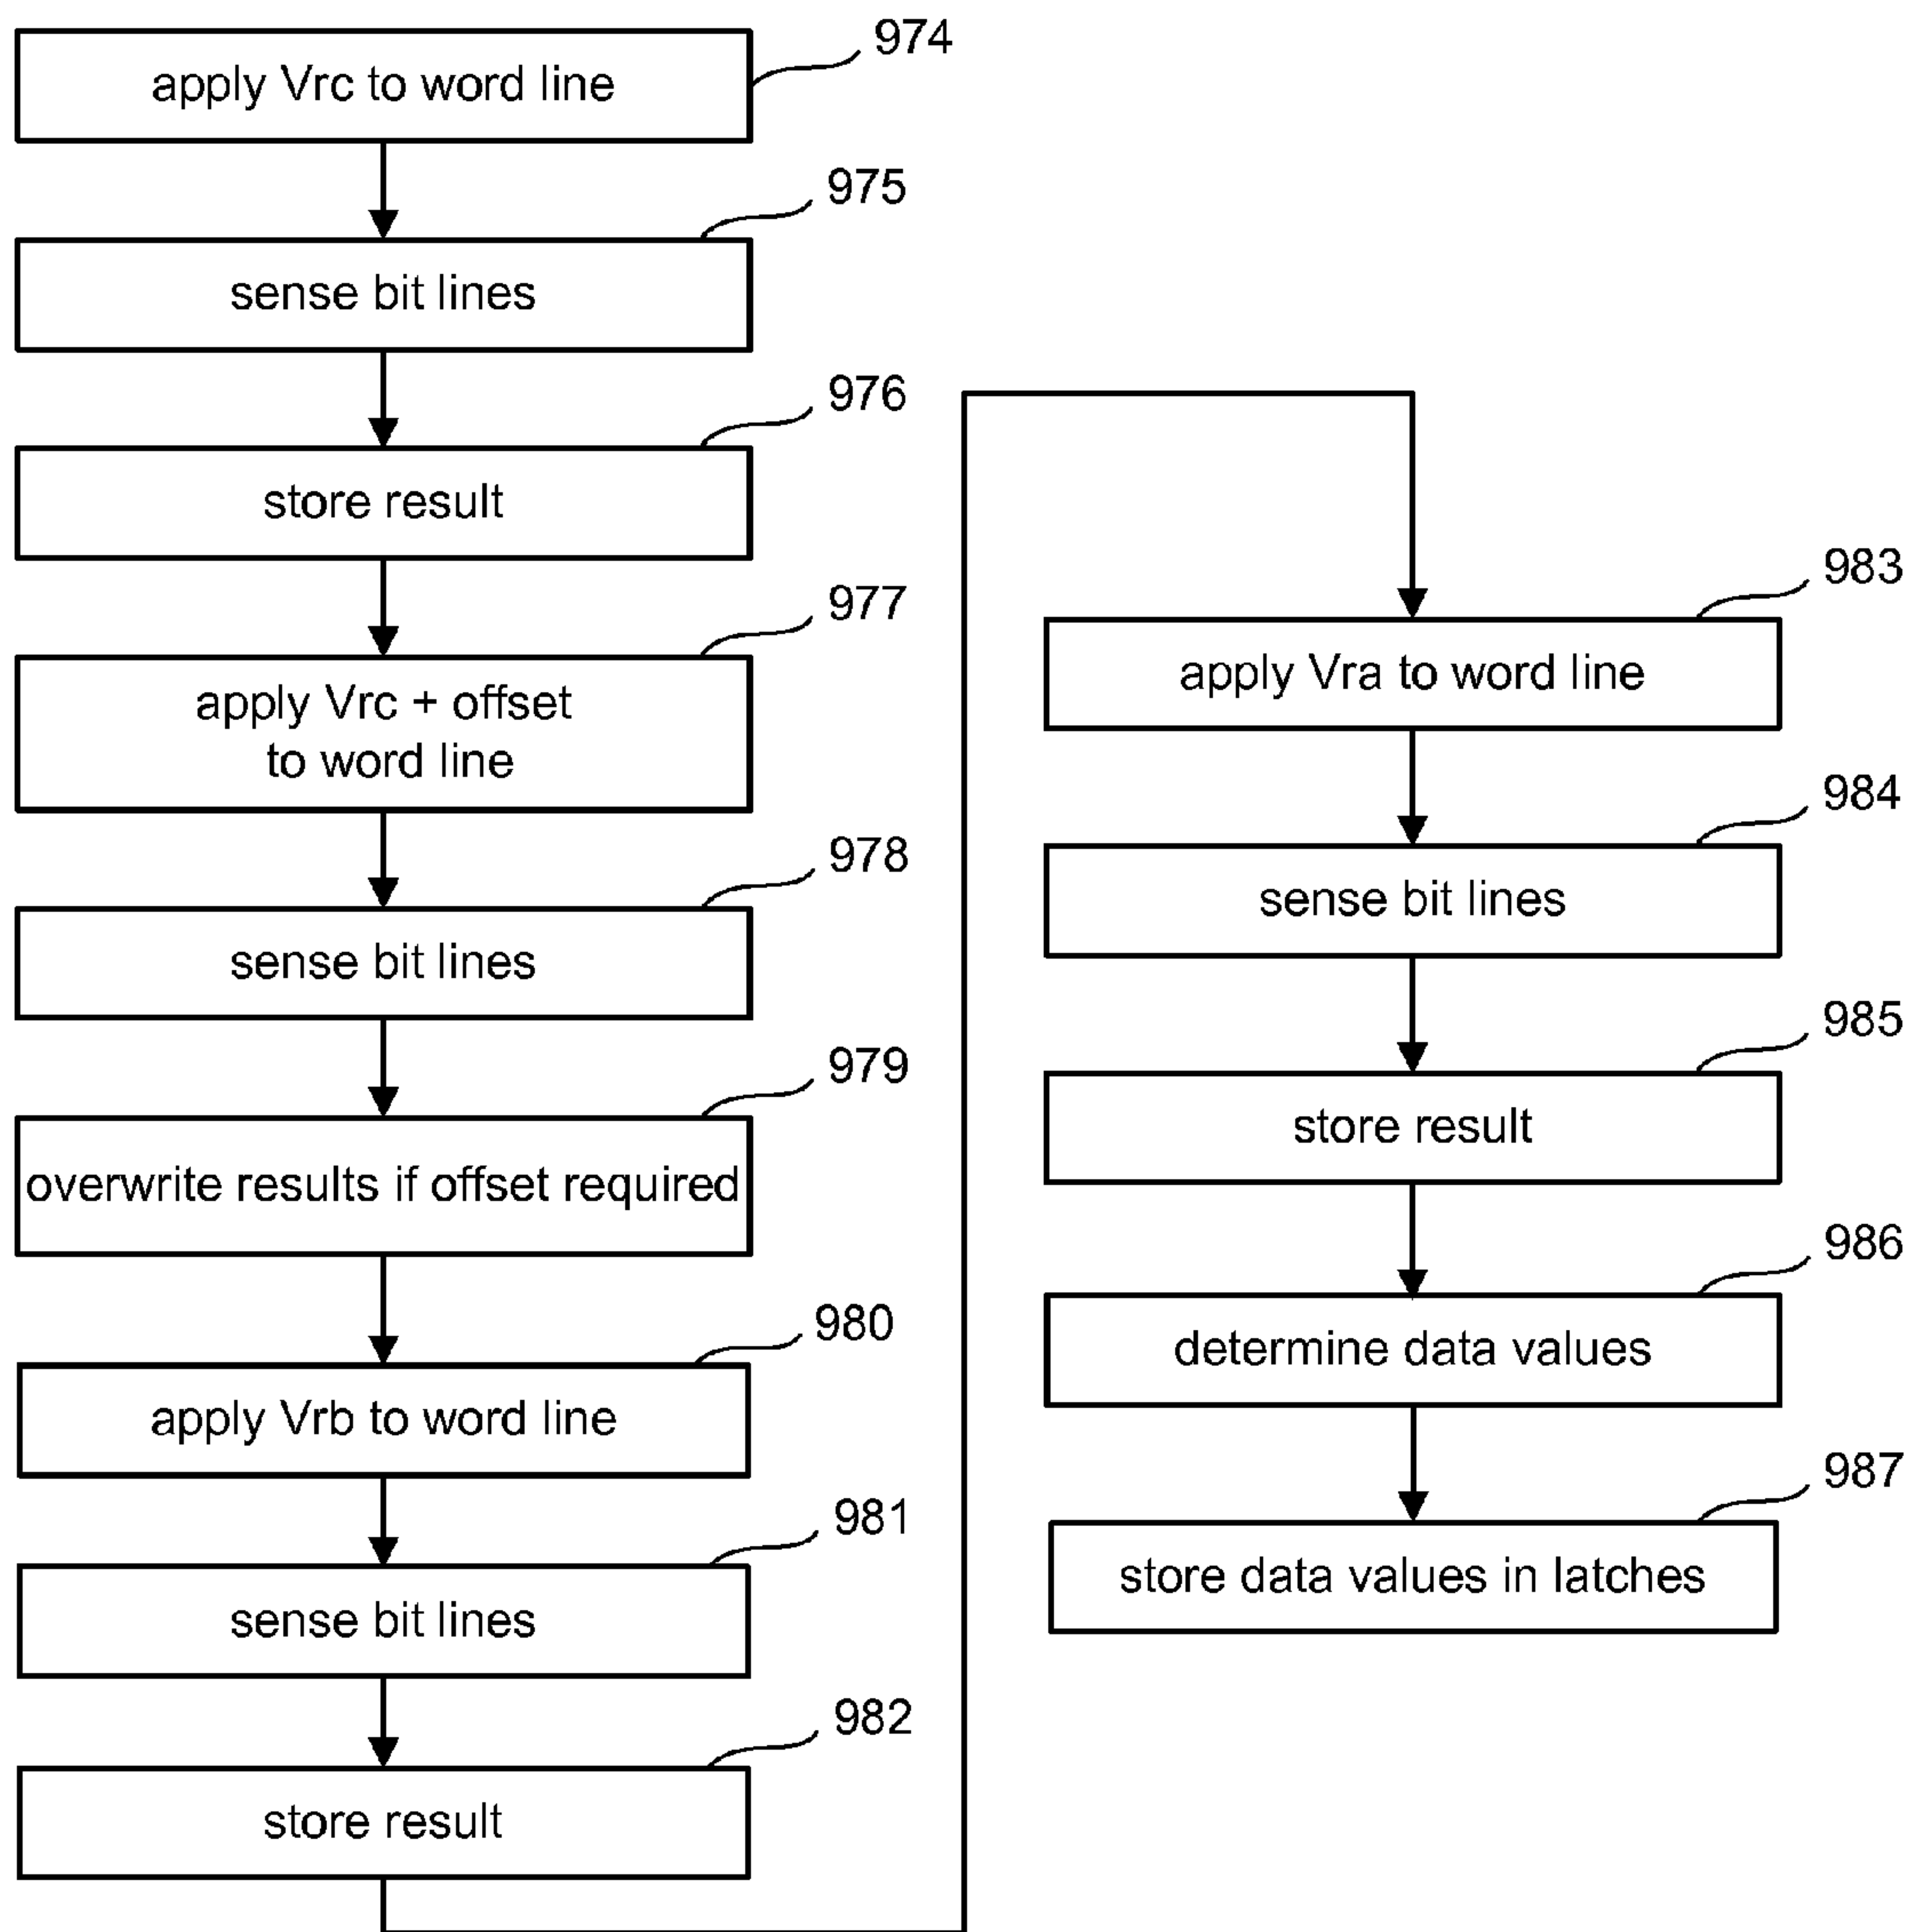 974
apply Vrc to word line
975
sense bit lines
976
store result
977
apply Vrc + offset
to word line
978
sense bit lines
979
overwrite results if offset required
980
apply Vrb to word line
981
sense bit lines
982
store result
983
apply Vra to word line
984
sense bit lines
985
store result
986
determine data values
987
store data values in latches